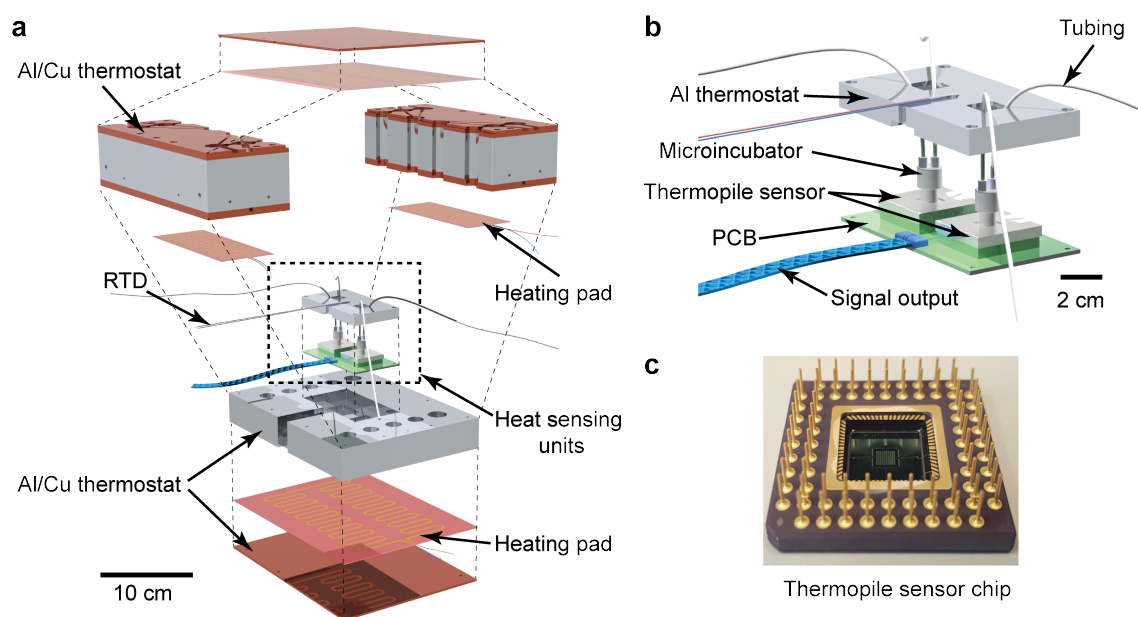 a
Al/Cu thermostat
RTD
Heating pad
Heat sensing
units
Al/Cu thermostat
Heating pad
10 cm
b
Tubing
Al thermostat
Microincubator
Thermopile sensor
PCB
Signal output
2 cm
c
Thermopile sensor chip